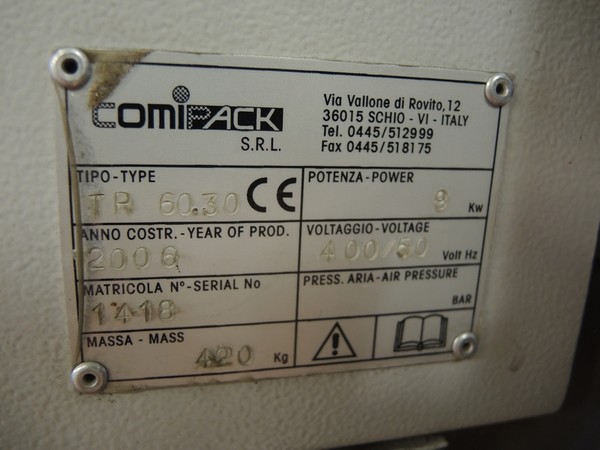 COMIPACK
S.R.L.
Via Vallone di Rovito,12
36015 SCHIO - VI - ITALY
Tel. 0445/512999
Fax 0445/518175
TIPO-TYPE
TR 60.30 CE
POTENZA-POWER
9 Kw
ANNO COSTR.-YEAR OF PROD.
2006
VOLTAGGIO-VOLTAGE
400/50 Volt Hz
MATRICOLA Nº-SERIAL No
1418
PRESS. ARIA-AIR PRESSURE
BAR
MASSA - MASS
420 Kg